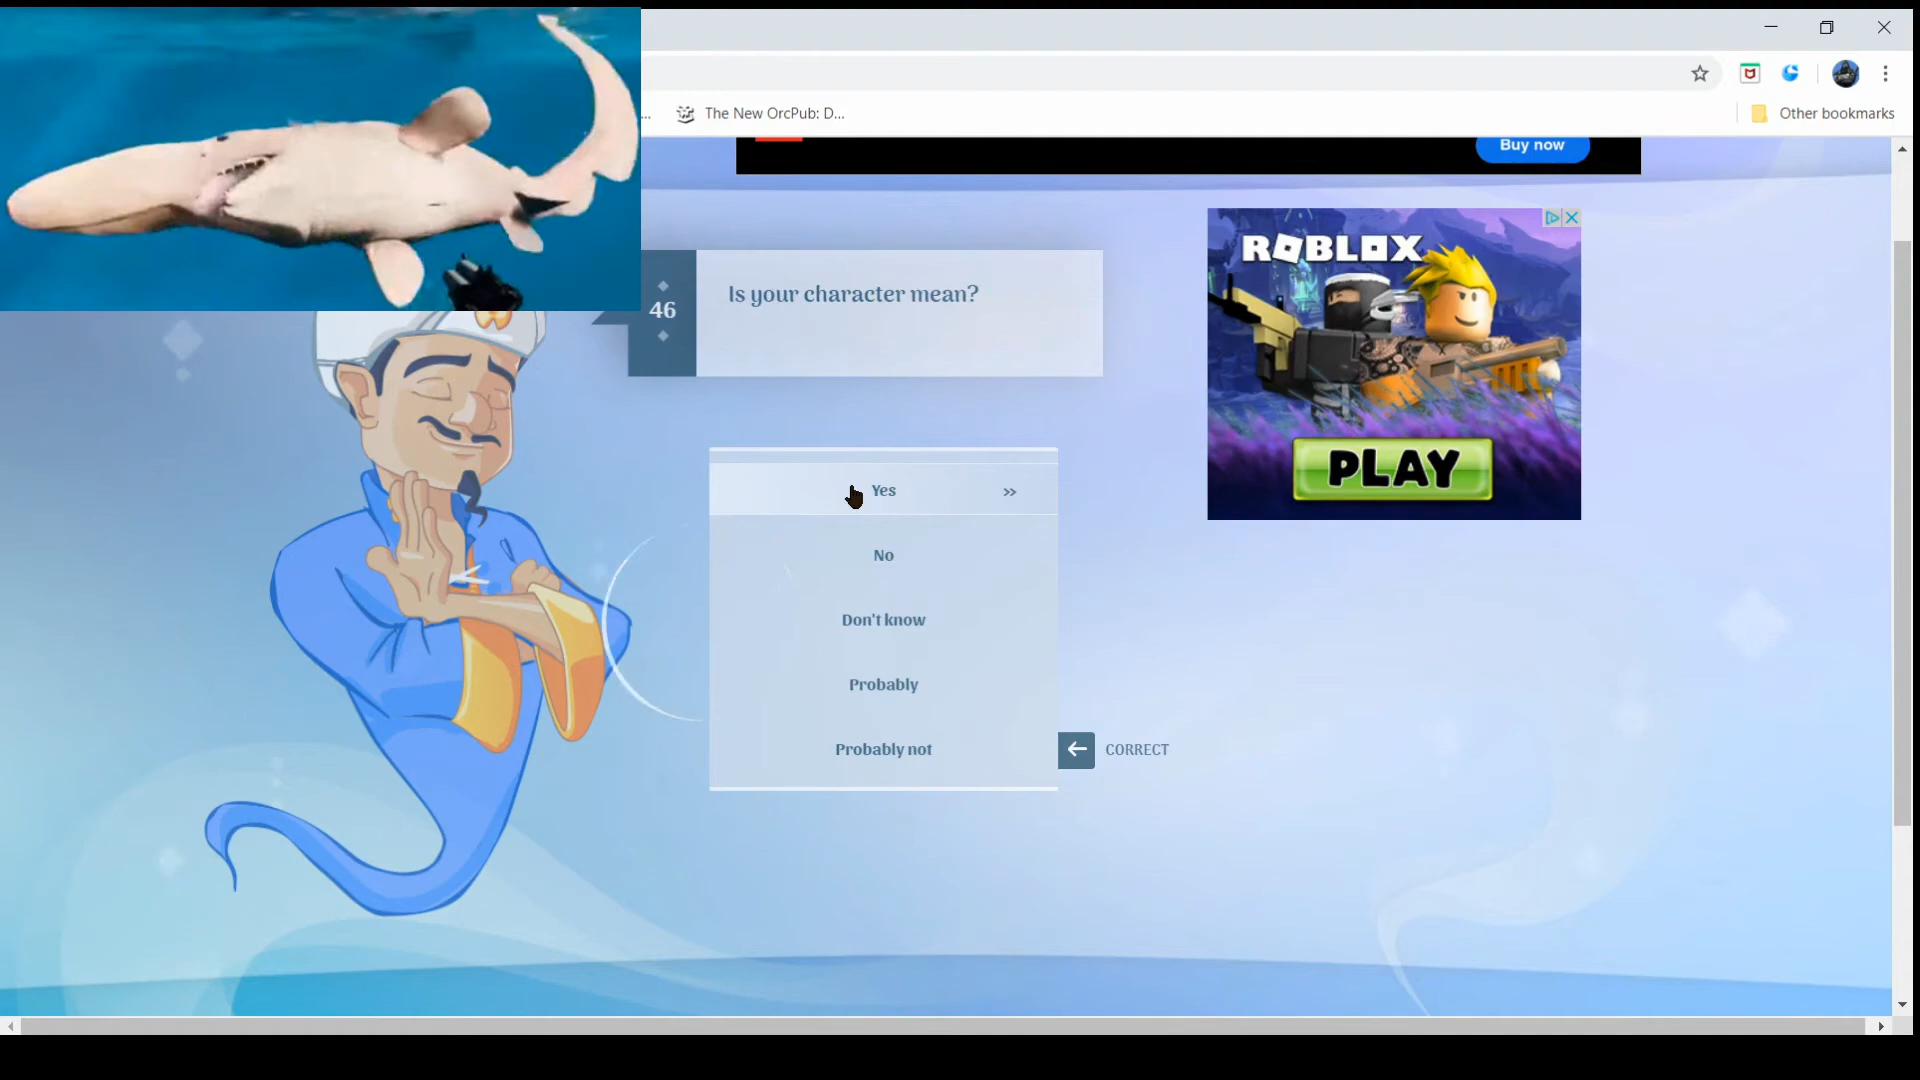 The New OrcPub: D...
Other bookmarks
Buy now
46
Is your character mean?
ROBLOX
PLAY
Yes
No
Don't know
Probably
Probably not
CORRECT